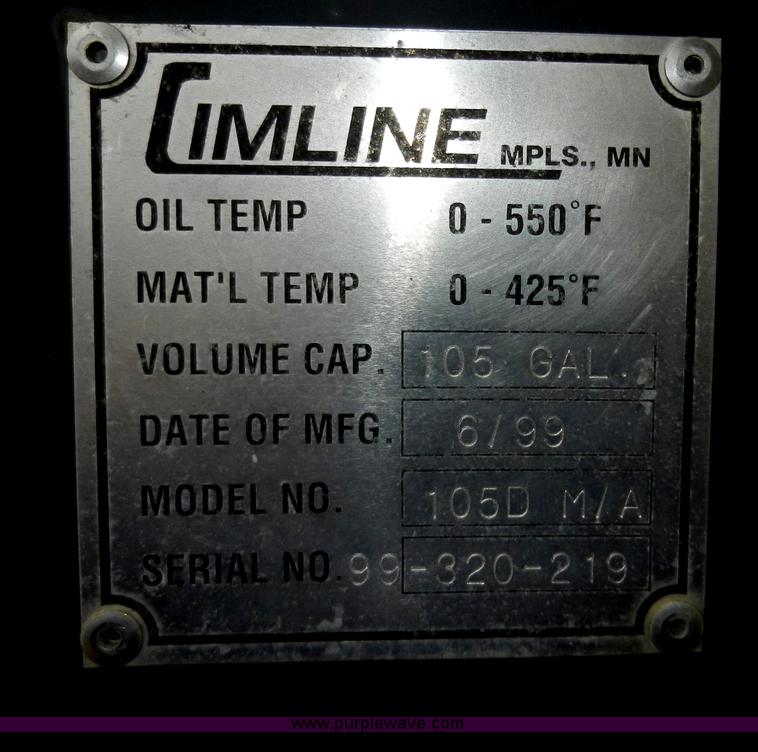 CIMLINE MPLS., MN
OIL TEMP 0 - 550°F
MAT'L TEMP 0 - 425°F
VOLUME CAP. 105 GAL.
DATE OF MFG. 6/99
MODEL NO. 105D M/A
SERIAL NO. 99-320-219
www.purplewave.com